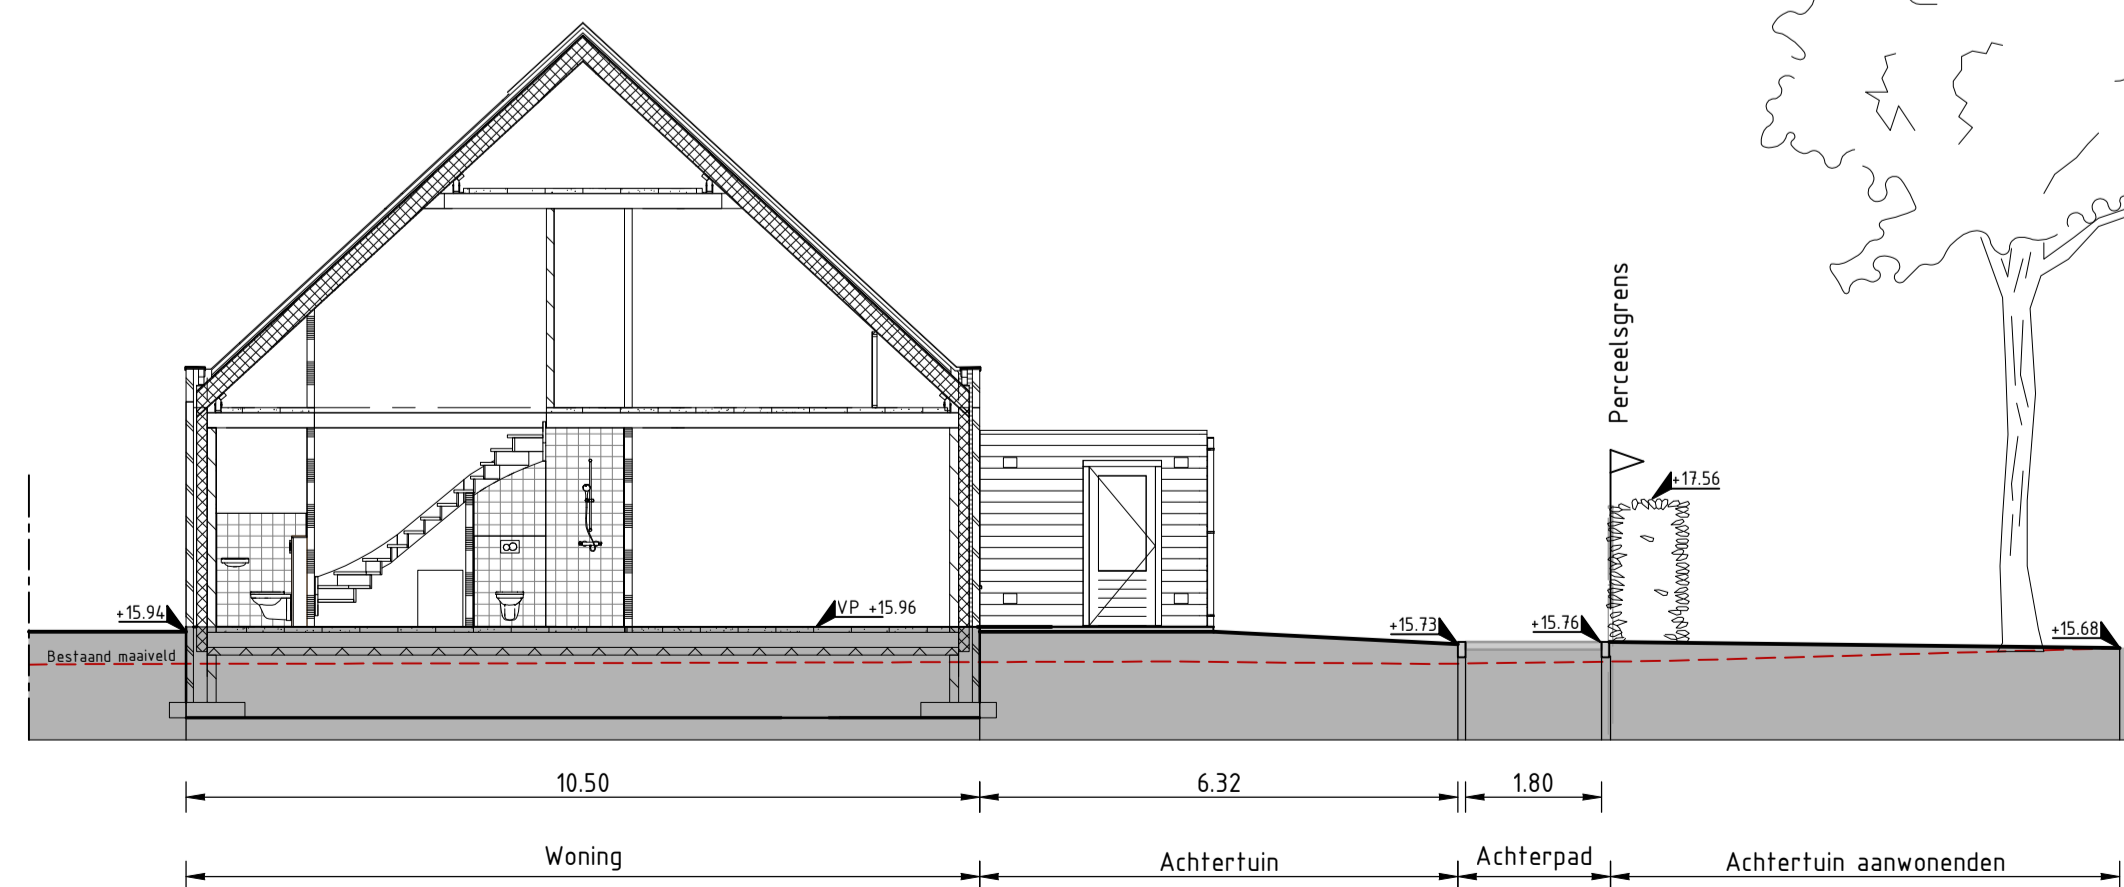 Perceelsgrens
+17.56
+15.94
VP +15.96
+15.73
+15.76
+15.68
Bestaand maaiveld
10.50
6.32
1.80
Woning
Achtertuin
Achterpad
Achtertuin aanwonenden